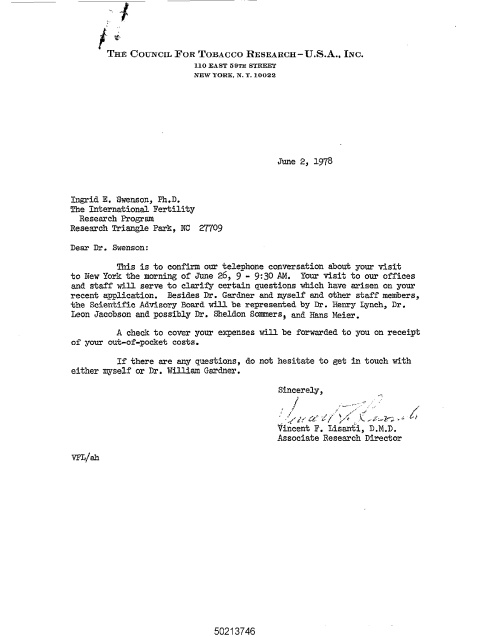 THE COUNCIL FOR TOBACCO RESEARCH-U.S.A., INC.
110 EAST 59TH STREET
NEW YORK, N. Y. 10022
June 2, 1978
Ingrid E. Swenson, Ph.D.
The International Fertility
Research Program
Research Triangle Park, NC 27709
Dear Dr. Swenson:
This is to confirm our telephone conversation about your visit
to New York the morning of June 26, 9 - 9:30 AM. Your visit to our offices
and staff will serve to clarify certain questions which have arisen on your
recent application. Besides Dr. Gardner and myself and other staff members,
the Scientific Advisory Board will be represented by Dr. Henry Lynch, Dr.
Leon Jacobson and possibly Dr. Sheldon Sommers, and Hans Meier.
A check to cover your expenses will be forwarded to you on receipt
of your out-of-pocket costs.
If there are any questions, do not hesitate to get in touch with
either myself or Dr. William Gardner.
Sincerely,
Vincent F. Lisanti
Vincent F. Lisanti, D.M.D.
Associate Research Director
VFL/ah
50213746